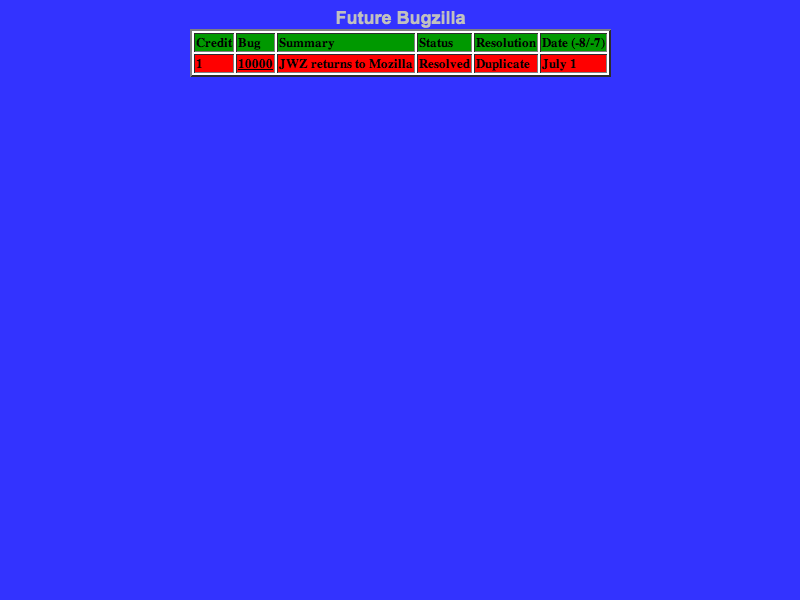 Future Bugzilla
Credit Bug Summary Status Resolution Date (-8/-7)
1 10000 JWZ returns to Mozilla Resolved Duplicate July 1